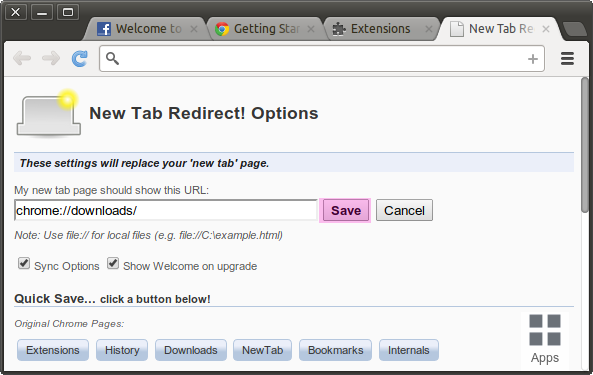 Welcome to
Getting Star
Extensions
New Tab Re
New Tab Redirect! Options
These settings will replace your 'new tab' page.
My new tab page should show this URL:
chrome://downloads/ Save Cancel
Note: Use file:// for local files (e.g. file://C:\example.html)
Sync Options Show Welcome on upgrade
Quick Save... click a button below!
Original Chrome Pages:
Extensions History Downloads NewTab Bookmarks Internals
Apps